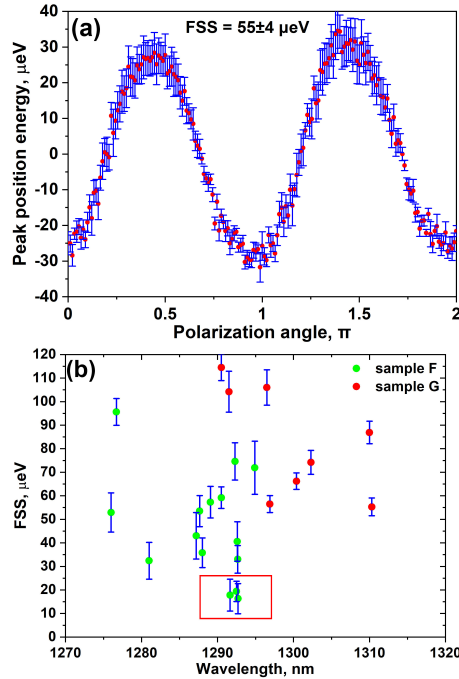 (a)
FSS = 55±4 µeV
Peak position energy, µeV
40
30
20
10
0
-10
-20
-30
-40
0 0.5 1 1.5 2
Polarization angle, π
(b)
sample F
sample G
FSS, µeV
120
110
100
90
80
70
60
50
40
30
20
10
0
1270 1280 1290 1300 1310 1320
Wavelength, nm